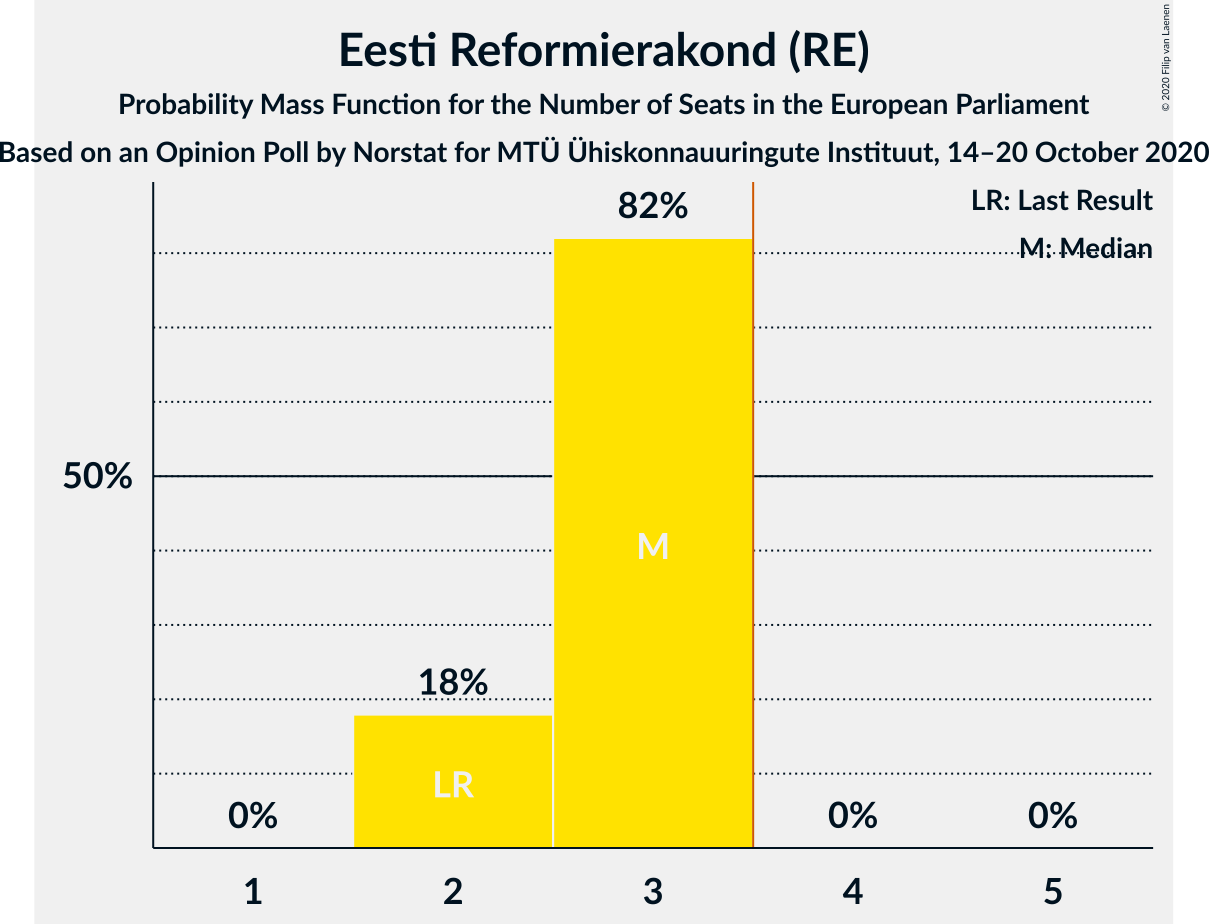 Eesti Reformierakond (RE)
Probability Mass Function for the Number of Seats in the European Parliament
Based on an Opinion Poll by Norstat for MTÜ Ühiskonnauuringute Instituut, 14–20 October 2020
© 2020 Filip van Laenen
LR: Last Result
M: Median
82%
50%
M
18%
LR
0%
0%
0%
1
2
3
4
5